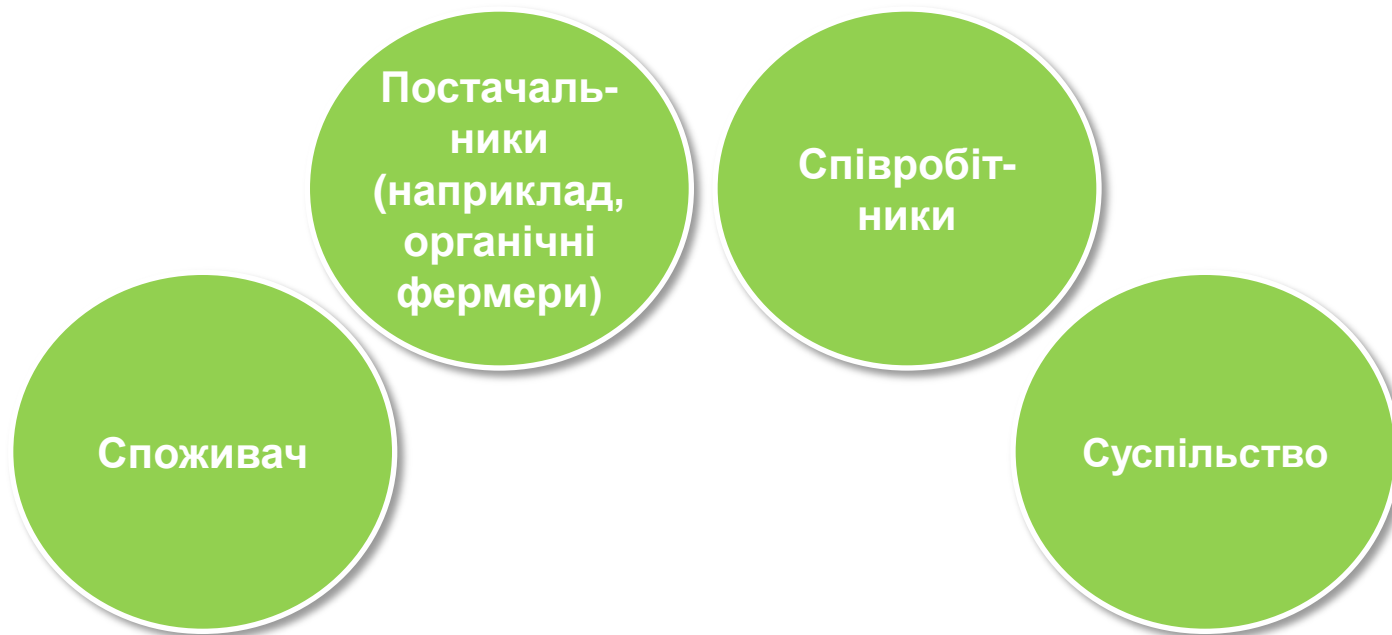 Постачаль-
ники
(наприклад,
органічні
фермери)
Співробіт-
ники
Споживач
Суспільство